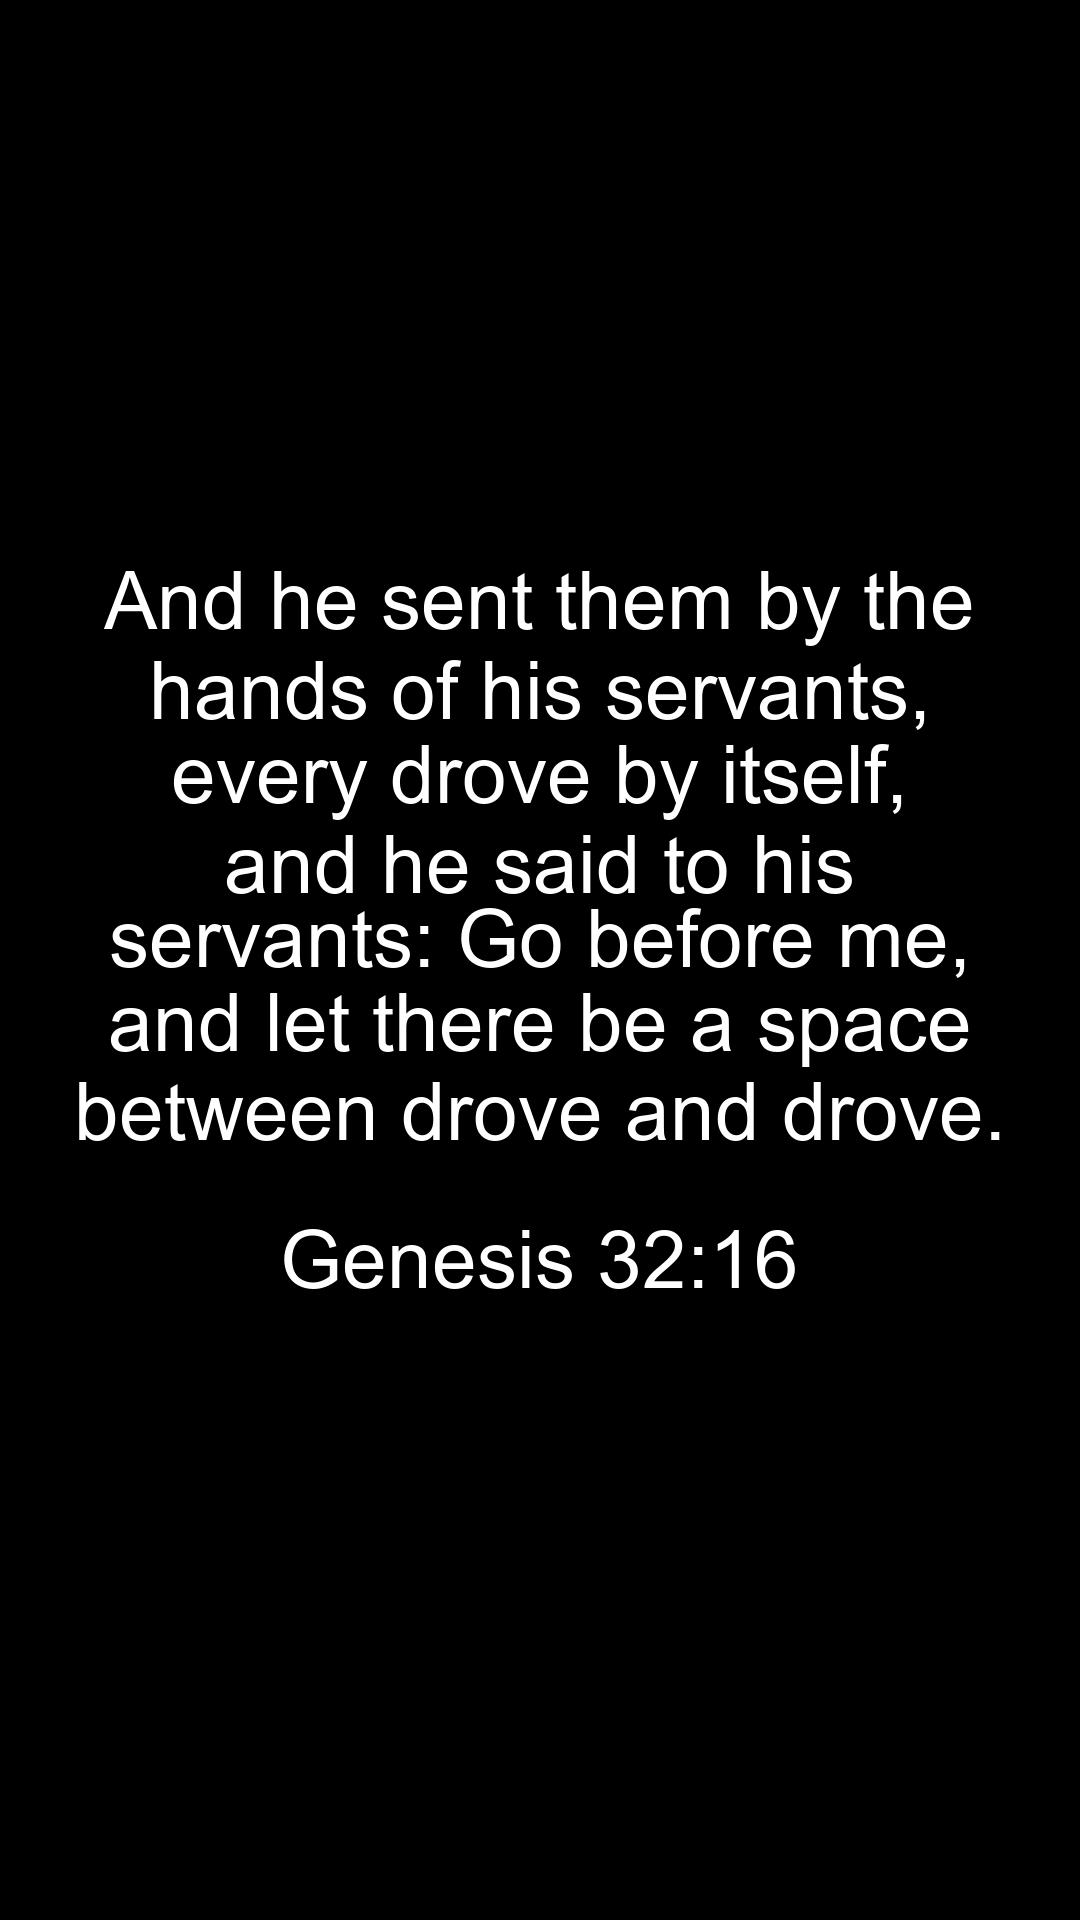 And he sent them by the
hands of his servants,
every drove by itself,
and he said to his
servants: Go before me,
and let there be a space
between drove and drove.
Genesis 32:16